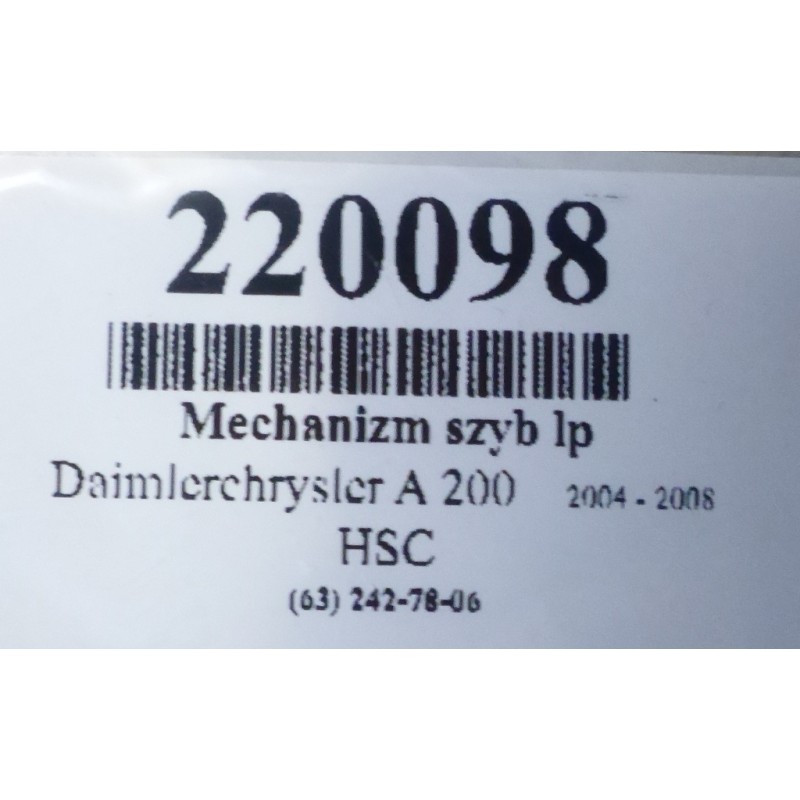 220098
Mechanizm szyb lp
Daimlerchrysler A 200 2004 - 2008
HSC
(63) 242-78-06